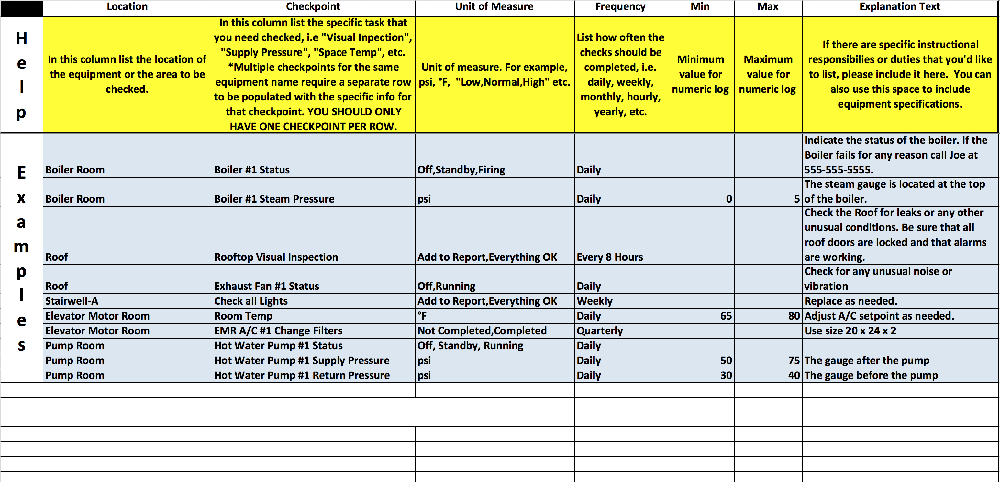 Location Checkpoint Unit of Measure Frequency Min Max Explanation Text
Help
In this column list the location of
the equipment or the area to be
checked.
In this column list the specific task that
you need checked, i.e "Visual Inpection",
"Supply Pressure", "Space Temp", etc.
*Multiple checkpoints for the same
equipment name require a separate row
to be populated with the specific info for
that checkpoint. YOU SHOULD ONLY
HAVE ONE CHECKPOINT PER ROW.
Unit of measure. For example,
psi, °F, "Low,Normal,High" etc.
List how often the
checks should be
completed, i.e.
daily, weekly,
monthly, hourly,
yearly, etc.
Minimum
value for
numeric log
Maximum
value for
numeric log
If there are specific instructional
responsibilies or duties that you'd like
to list, please include it here. You can
also use this space to include
equipment specifications.
Examples
Boiler Room Boiler #1 Status Off,Standby,Firing Daily
Indicate the status of the boiler. If the
Boiler fails for any reason call Joe at
555-555-5555.
Boiler Room Boiler #1 Steam Pressure psi Daily 0 5
The steam gauge is located at the top
of the boiler.
Roof Rooftop Visual Inspection Add to Report,Everything OK Every 8 Hours
Check the Roof for leaks or any other
unusual conditions. Be sure that all
roof doors are locked and that alarms
are working.
Roof Exhaust Fan #1 Status Off,Running Daily
Check for any unusual noise or
vibration
Stairwell-A Check all Lights Add to Report,Everything OK Weekly Replace as needed.
Elevator Motor Room Room Temp °F Daily 65 80 Adjust A/C setpoint as needed.
Elevator Motor Room EMR A/C #1 Change Filters Not Completed,Completed Quarterly Use size 20 x 24 x 2
Pump Room Hot Water Pump #1 Status Off, Standby, Running Daily
Pump Room Hot Water Pump #1 Supply Pressure psi Daily 50 75 The gauge after the pump
Pump Room Hot Water Pump #1 Return Pressure psi Daily 30 40 The gauge before the pump